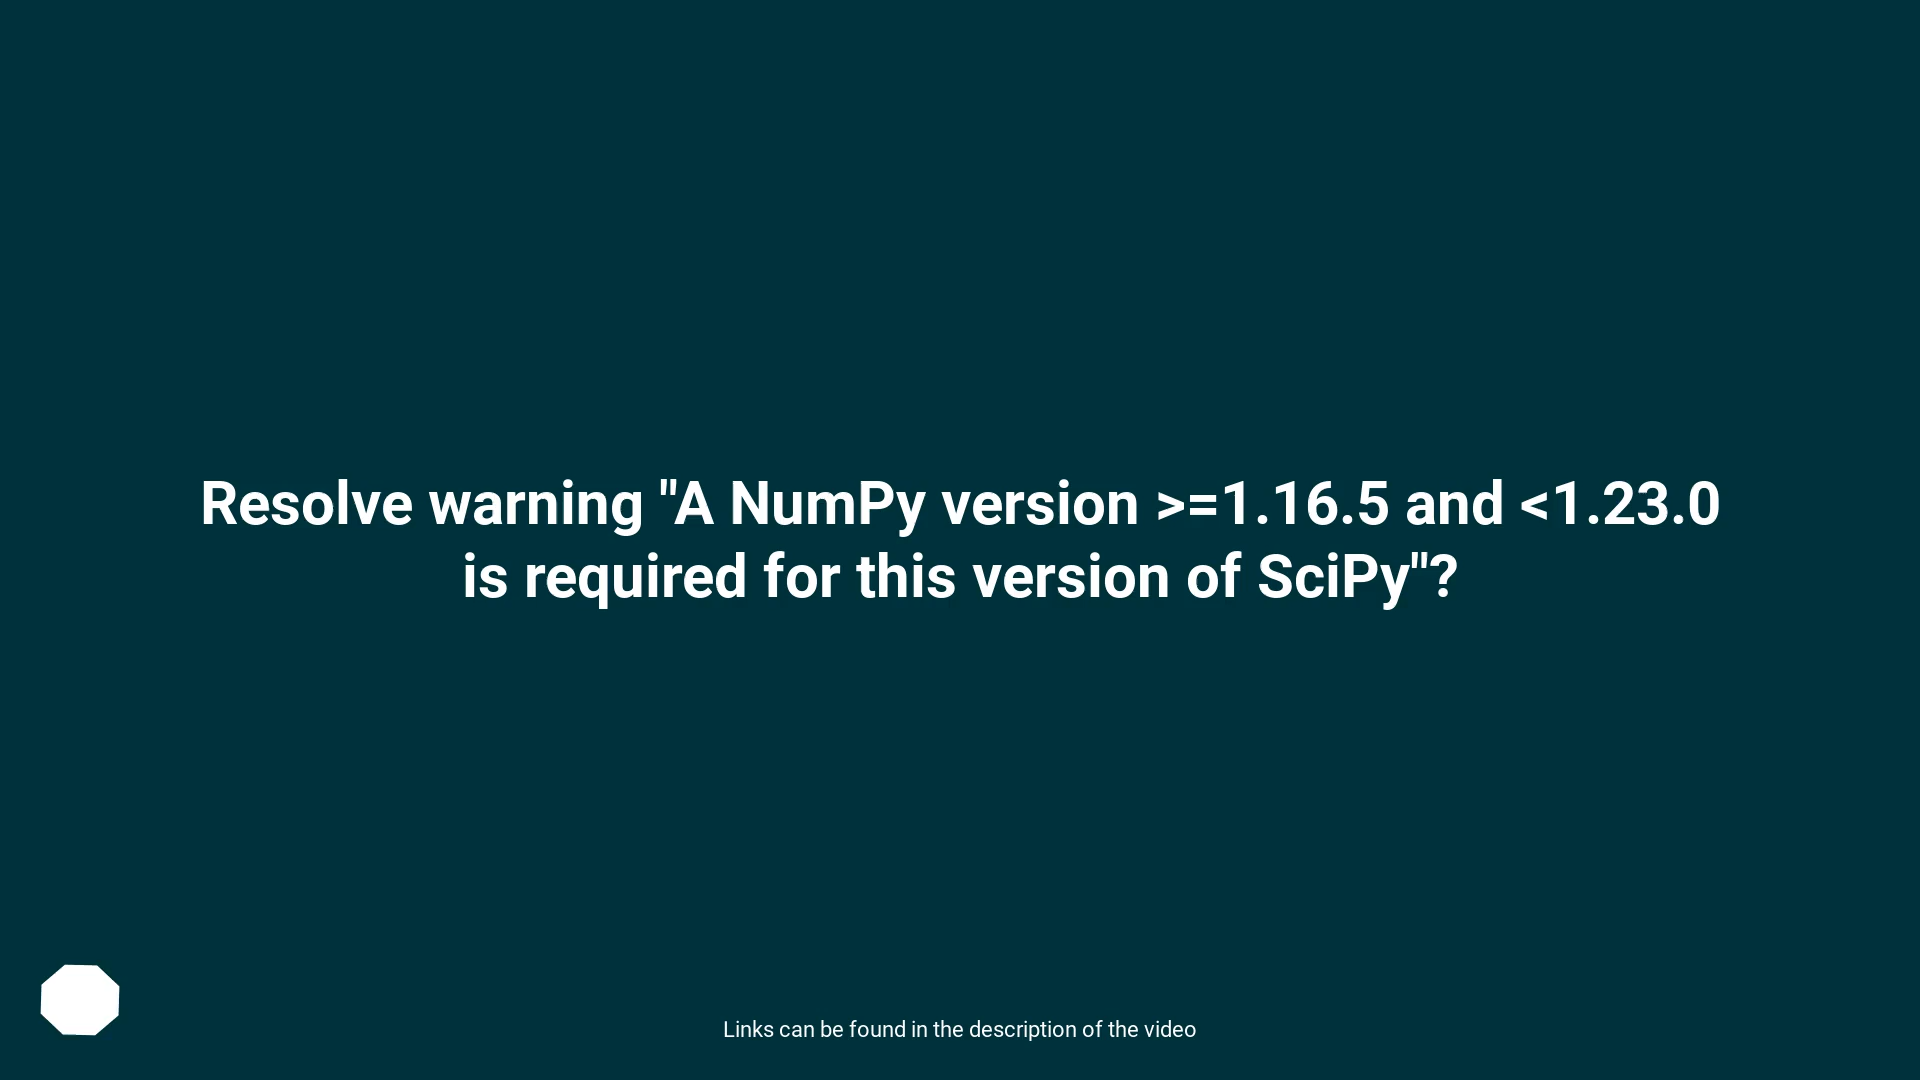 Resolve warning "A NumPy version >=1.16.5 and <1.23.0
is required for this version of SciPy"?
Links can be found in the description of the video